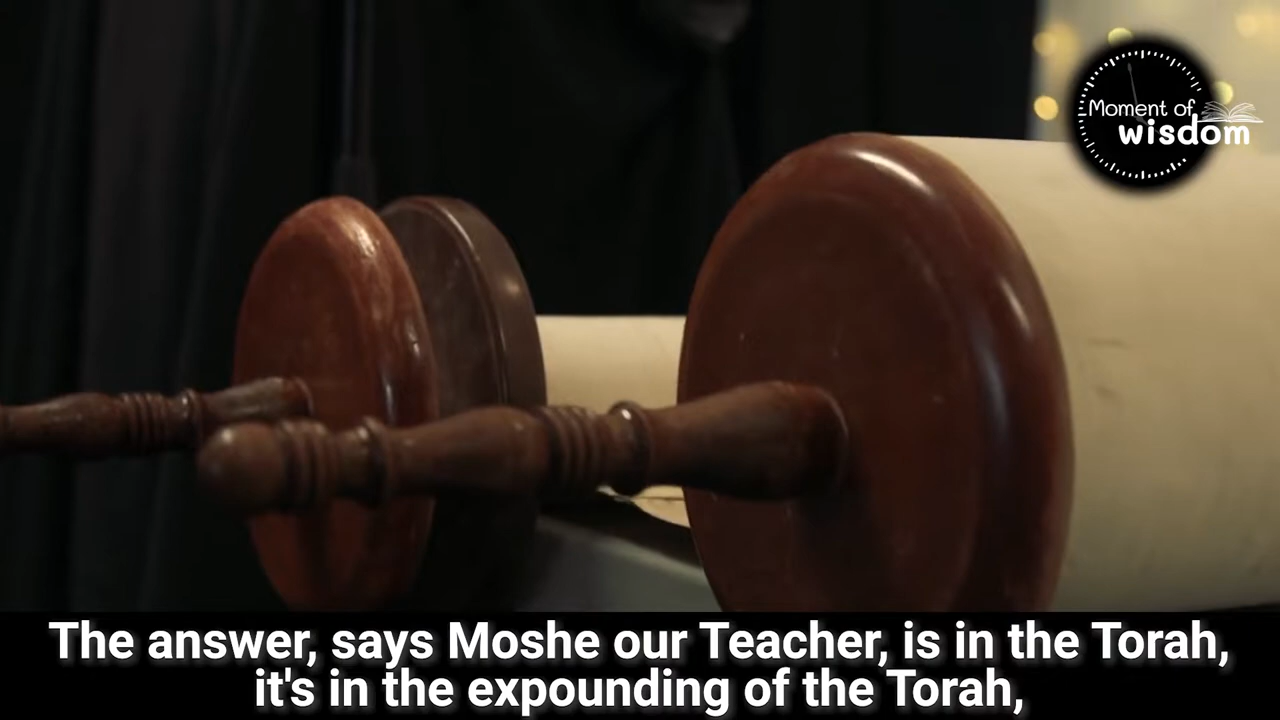 Moment of
wisdom
The answer, says Moshe our Teacher, is in the Torah,
it's in the expounding of the Torah,